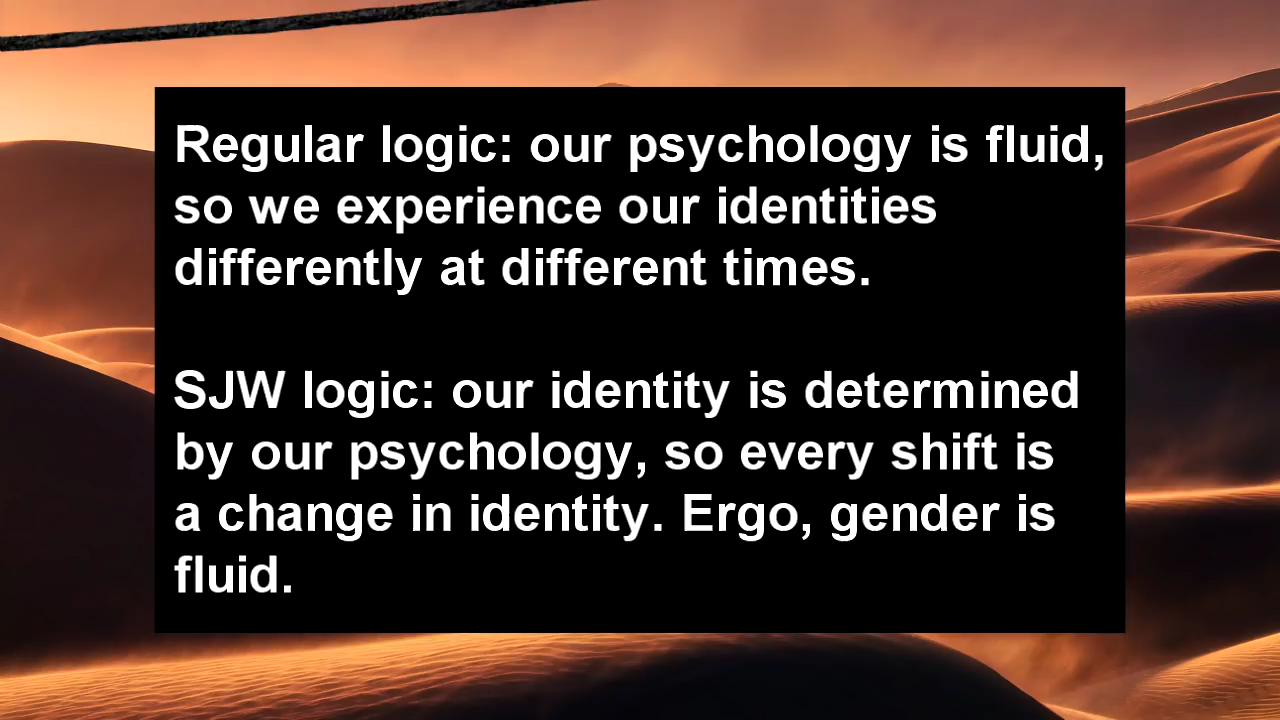 Regular logic: our psychology is fluid,
so we experience our identities
differently at different times.
SJW logic: our identity is determined
by our psychology, so every shift is
a change in identity. Ergo, gender is
fluid.